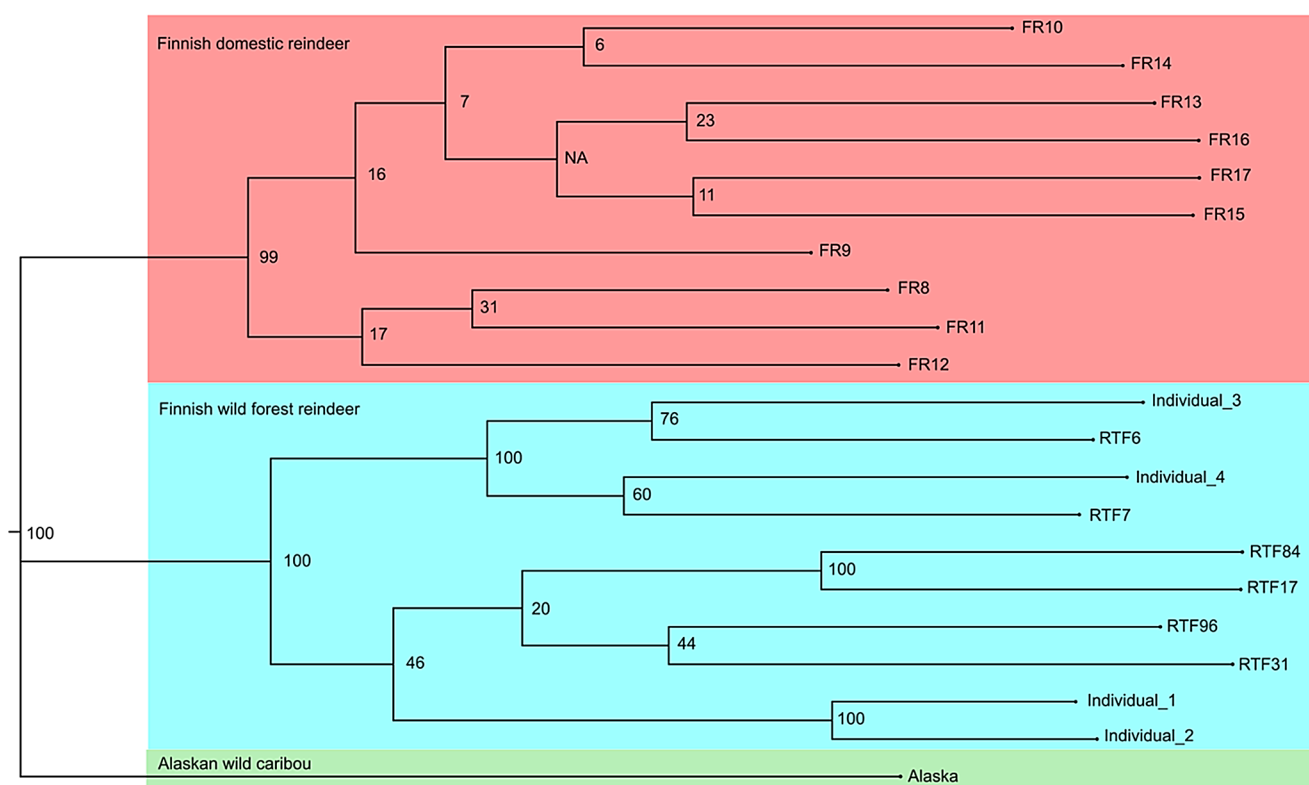 Finnish domestic reindeer
FR10
6
FR14
7
FR13
23
FR16
NA
16
FR17
11
FR15
FR9
99
FR8
31
FR11
17
FR12
Finnish wild forest reindeer
Individual_3
76
RTF6
100
Individual_4
60
RTF7
100
100
RTF84
100
RTF17
20
RTF96
44
RTF31
46
Individual_1
100
Individual_2
Alaskan wild caribou
Alaska